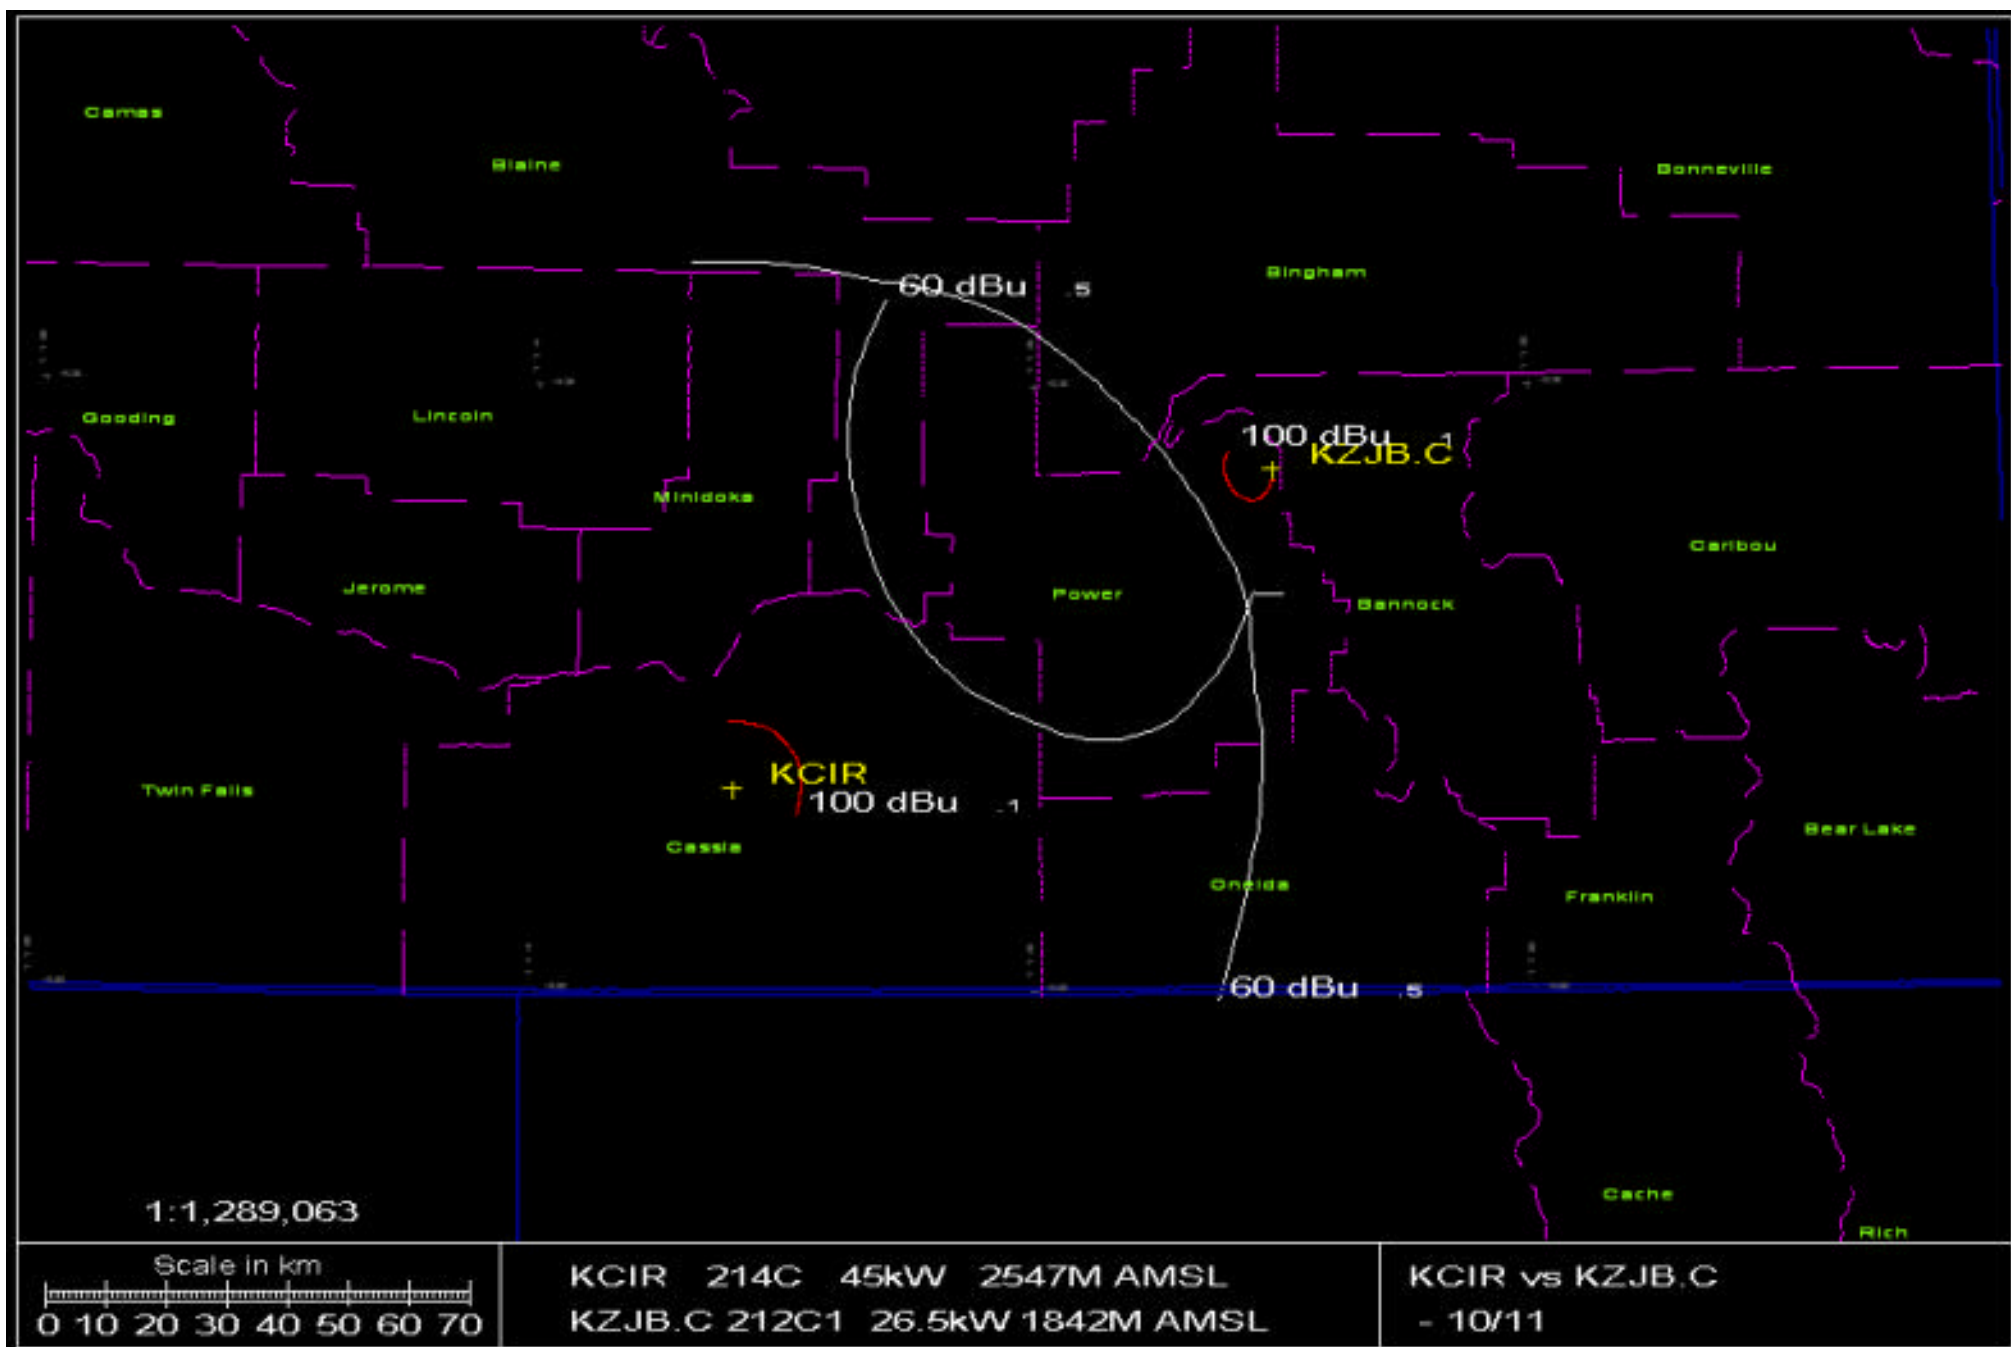 Camas
Blaine
Bonneville
Bingham
60 dBu .5
Gooding
Lincoln
100 dBu .1
KZJB.C
Minidoka
Caribou
Jerome
Power
Bannock
KCIR
Twin Falls
100 dBu .1
Bear Lake
Cassia
Oneida
Franklin
60 dBu .5
Cache
1:1,289,063
Rich
Scale in km
0 10 20 30 40 50 60 70
KCIR 214C 45kW 2547M AMSL
KZJB.C 212C1 26.5kW 1842M AMSL
KCIR vs KZJB.C
- 10/11